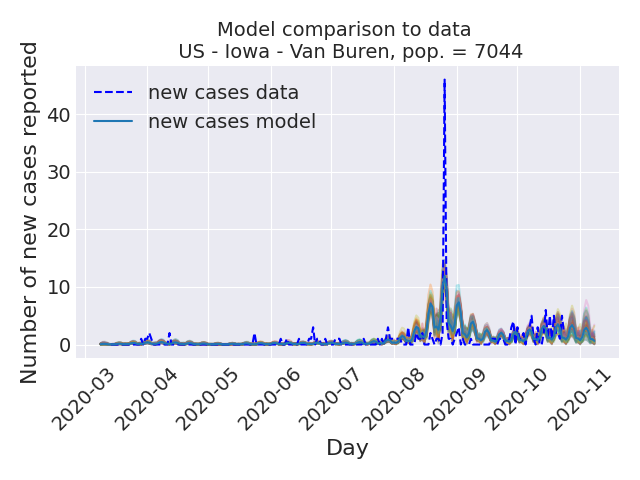 Model comparison to data
US - Iowa - Van Buren, pop. = 7044
Number of new cases reported
40
30
20
10
0
new cases data
new cases model
2020-03
2020-04
2020-05
2020-06
2020-07
2020-08
2020-09
2020-10
2020-11
Day